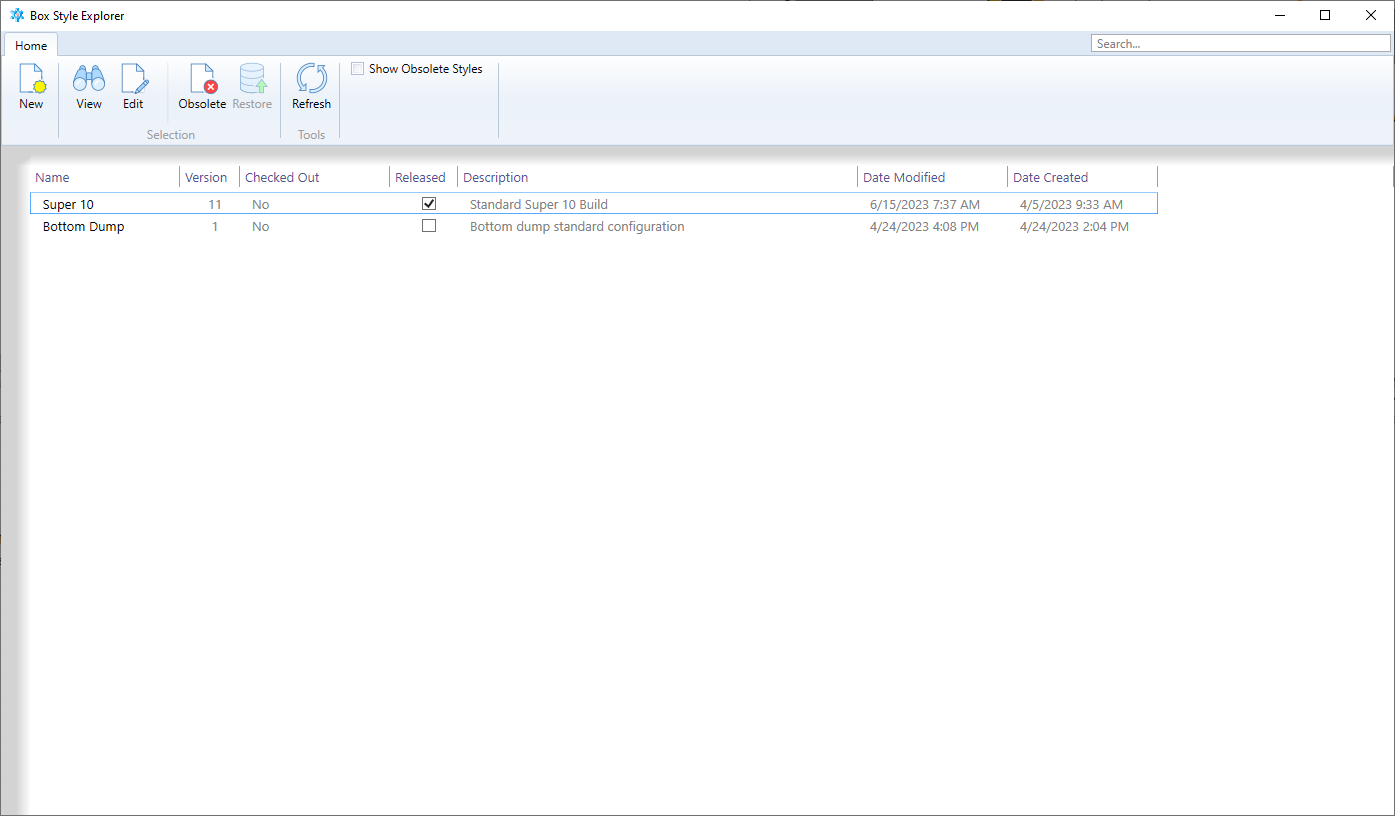 Box Style Explorer
Home
Search...
New
View
Edit
Obsolete
Restore
Refresh
Show Obsolete Styles
Selection
Tools
Name Version Checked Out Released Description Date Modified Date Created
Super 10 11 No Standard Super 10 Build 6/15/2023 7:37 AM 4/5/2023 9:33 AM
Bottom Dump 1 No Bottom dump standard configuration 4/24/2023 4:08 PM 4/24/2023 2:04 PM